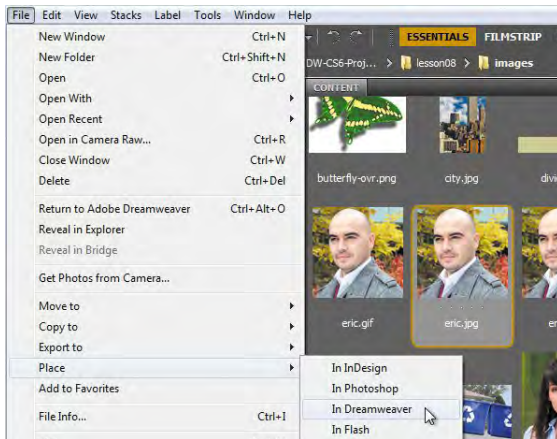 File Edit View Stacks Label Tools Window Help
New Window Ctrl+N
New Folder Ctrl+Shift+N
Open Ctrl+O
Open With
Open Recent
Open in Camera Raw... Ctrl+R
Close Window Ctrl+W
Delete Ctrl+Del
Return to Adobe Dreamweaver Ctrl+Alt+O
Reveal in Explorer
Reveal in Bridge
Get Photos from Camera...
Move to
Copy to
Export to
Place
Add to Favorites
File Info... Ctrl+I
In InDesign
In Photoshop
In Dreamweaver
In Flash
ESSENTIALS FILMSTRIP
DW-CS6-Proj... > lesson08 > images
CONTENT
butterfly-ovr.png city.jpg divi
eric.gif eric.jpg er